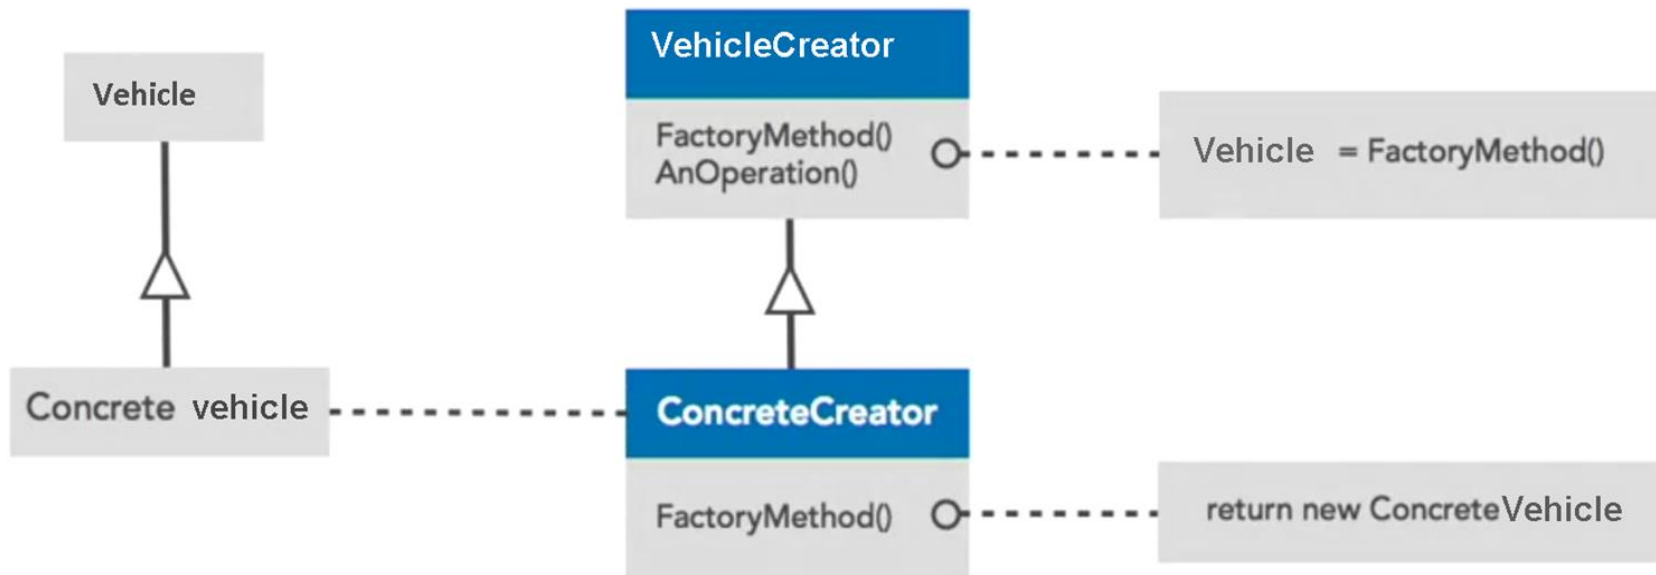 Vehicle
VehicleCreator
FactoryMethod()
AnOperation()
Vehicle = FactoryMethod()
Concrete vehicle
ConcreteCreator
FactoryMethod()
return new ConcreteVehicle